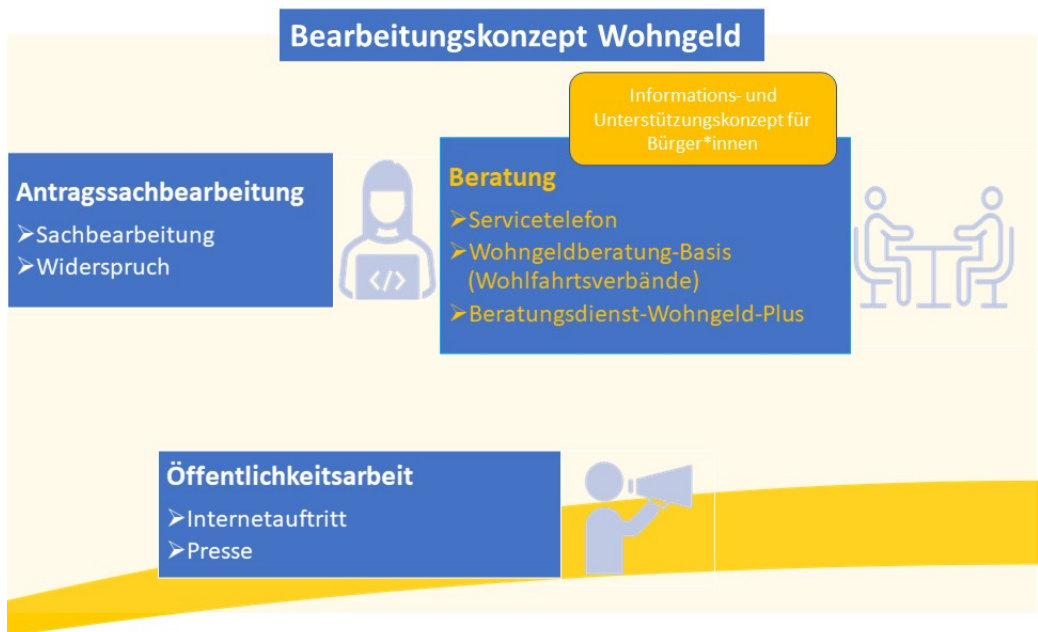 Bearbeitungskonzept Wohngeld
Informations- und
Unterstützungskonzept für
Bürger*innen
Antragssachbearbeitung
➢Sachbearbeitung
➢Widerspruch
</>
Beratung
➢Servicetelefon
➢Wohngeldberatung-Basis
(Wohlfahrtsverbände)
➢Beratungsdienst-Wohngeld-Plus
Öffentlichkeitsarbeit
➢Internetauftritt
➢Presse